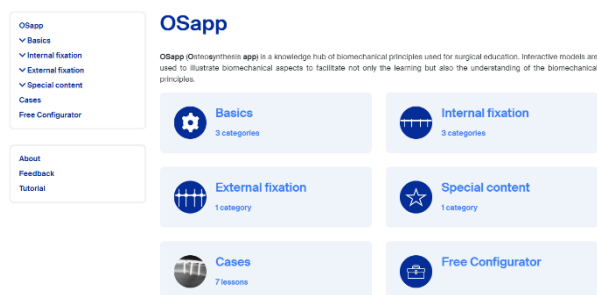 OSapp
Basics
Internal fixation
External fixation
Special content
Cases
Free Configurator
About
Feedback
Tutorial
OSapp
OSapp (Osteosynthesis app) is a knowledge hub of biomechanical principles used for surgical education. Interactive models are
used to illustrate biomechanical aspects to facilitate not only the learning but also the understanding of the biomechanical
principles.
Basics
3 categories
Internal fixation
3 categories
External fixation
1 category
Special content
1 category
Cases
7 lessons
Free Configurator